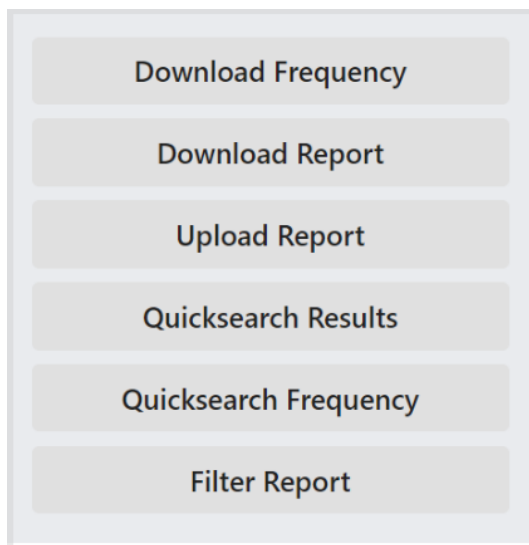 Download Frequency
Download Report
Upload Report
Quicksearch Results
Quicksearch Frequency
Filter Report